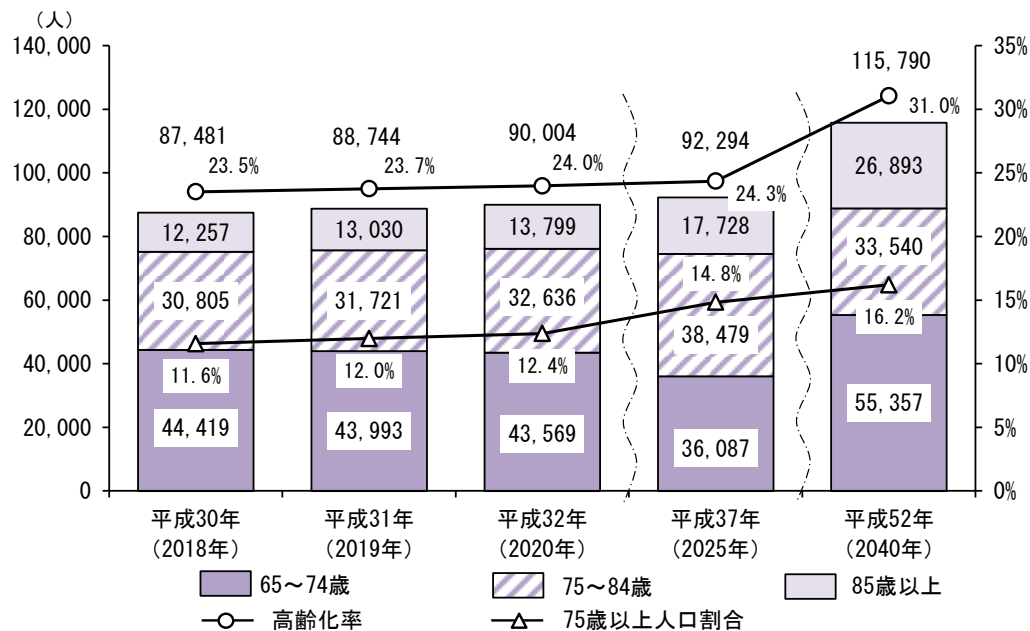 （人）
140,000
120,000
100,000
80,000
60,000
40,000
20,000
0
35%
30%
25%
20%
15%
10%
5%
0%
87,481
88,744
90,004
92,294
115,790
23.5%
23.7%
24.0%
24.3%
31.0%
12,257
13,030
13,799
17,728
26,893
30,805
31,721
32,636
38,479
33,540
11.6%
12.0%
12.4%
14.8%
16.2%
44,419
43,993
43,569
36,087
55,357
平成30年
（2018年）
平成31年
（2019年）
平成32年
（2020年）
平成37年
（2025年）
平成52年
（2040年）
65～74歳
75～84歳
85歳以上
高齢化率
75歳以上人口割合